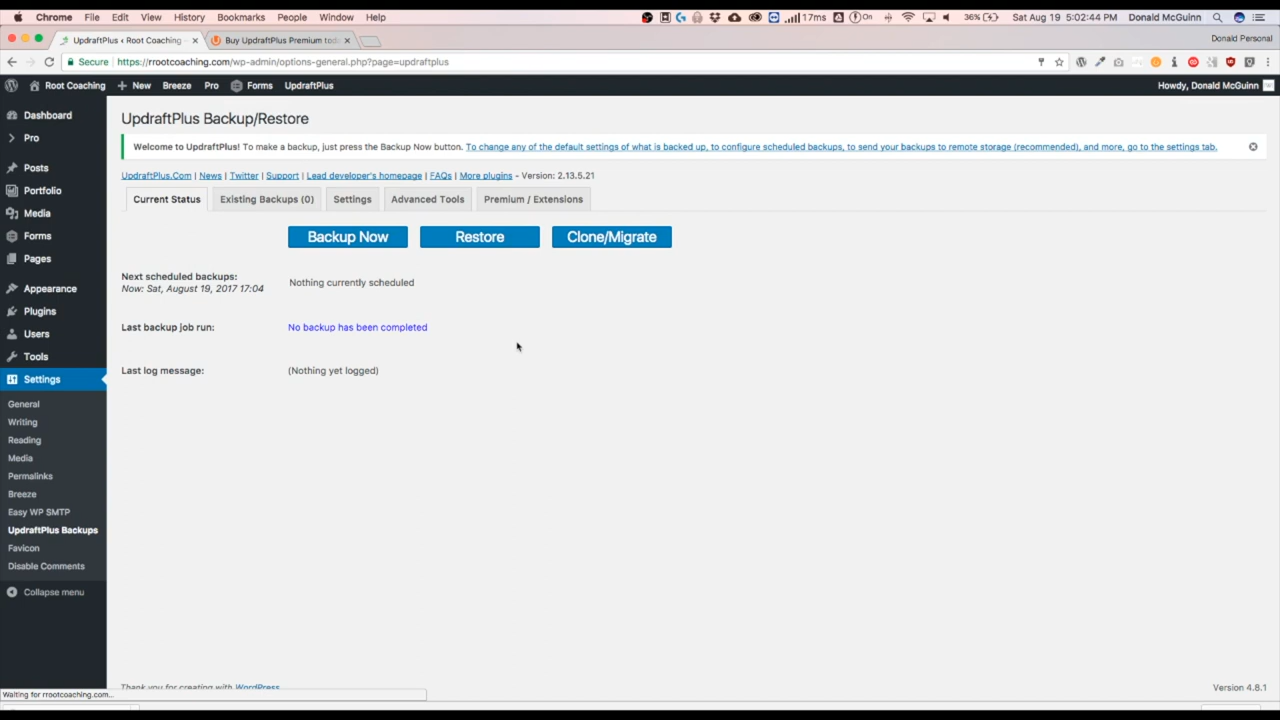 Chrome File Edit View History Bookmarks People Window Help 17ms On 36% Sat Aug 19 5:02:44 PM Donald McGuinn
UpdraftPlus ‹ Root Coaching — Buy UpdraftPlus Premium Donald Personal
Secure https://rrootcoaching.com/wp-admin/options-general.php?page=updraftplus
Root Coaching New Breeze Pro Forms UpdraftPlus Howdy, Donald McGuinn
Dashboard
Pro
Posts
Portfolio
Media
Forms
Pages
Appearance
Plugins
Users
Tools
Settings
General
Writing
Reading
Media
Permalinks
Breeze
Easy WP SMTP
UpdraftPlus Backups
Favicon
Disable Comments
Collapse menu
UpdraftPlus Backup/Restore
Welcome to UpdraftPlus! To make a backup, just press the Backup Now button. To change any of the default settings of what is backed up, to configure scheduled backups, to send your backups to remote storage (recommended), and more, go to the settings tab.
UpdraftPlus.Com | News | Twitter | Support | Lead developer's homepage | FAQs | More plugins - Version: 2.13.5.21
Current Status Existing Backups (0) Settings Advanced Tools Premium / Extensions
Backup Now Restore Clone/Migrate
Next scheduled backups:
Now: Sat, August 19, 2017 17:04
Nothing currently scheduled
Last backup job run: No backup has been completed
Last log message: (Nothing yet logged)
Thank you for creating with WordPress. Version 4.8.1
Waiting for rrootcoaching.com...